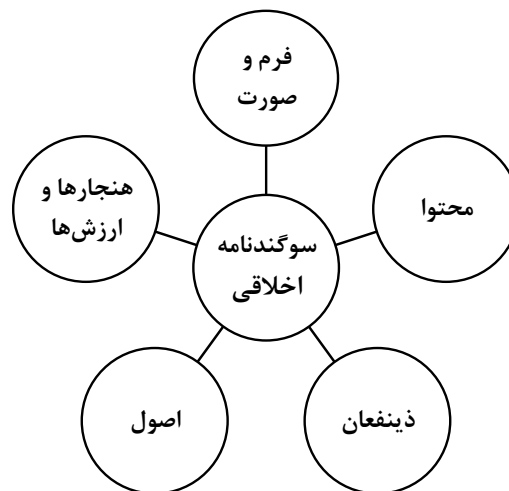 فرم و
صورت
هنجارها و
ارزش‌ها
محتوا
سوگندنامه
اخلاقی
اصول
ذینفعان